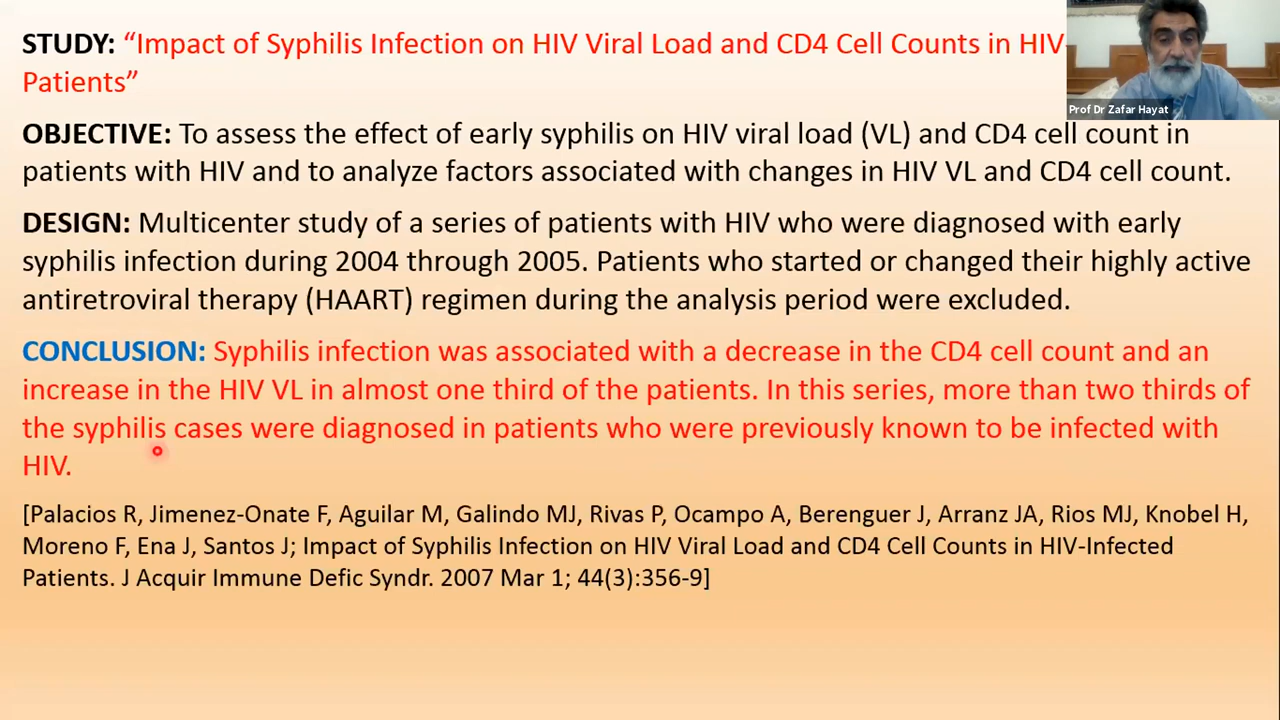 STUDY: “Impact of Syphilis Infection on HIV Viral Load and CD4 Cell Counts in HIV-
Patients”
Prof Dr Zafar Hayat
OBJECTIVE: To assess the effect of early syphilis on HIV viral load (VL) and CD4 cell count in
patients with HIV and to analyze factors associated with changes in HIV VL and CD4 cell count.
DESIGN: Multicenter study of a series of patients with HIV who were diagnosed with early
syphilis infection during 2004 through 2005. Patients who started or changed their highly active
antiretroviral therapy (HAART) regimen during the analysis period were excluded.
CONCLUSION: Syphilis infection was associated with a decrease in the CD4 cell count and an
increase in the HIV VL in almost one third of the patients. In this series, more than two thirds of
the syphilis cases were diagnosed in patients who were previously known to be infected with
HIV.
[Palacios R, Jimenez-Onate F, Aguilar M, Galindo MJ, Rivas P, Ocampo A, Berenguer J, Arranz JA, Rios MJ, Knobel H,
Moreno F, Ena J, Santos J; Impact of Syphilis Infection on HIV Viral Load and CD4 Cell Counts in HIV-Infected
Patients. J Acquir Immune Defic Syndr. 2007 Mar 1; 44(3):356-9]